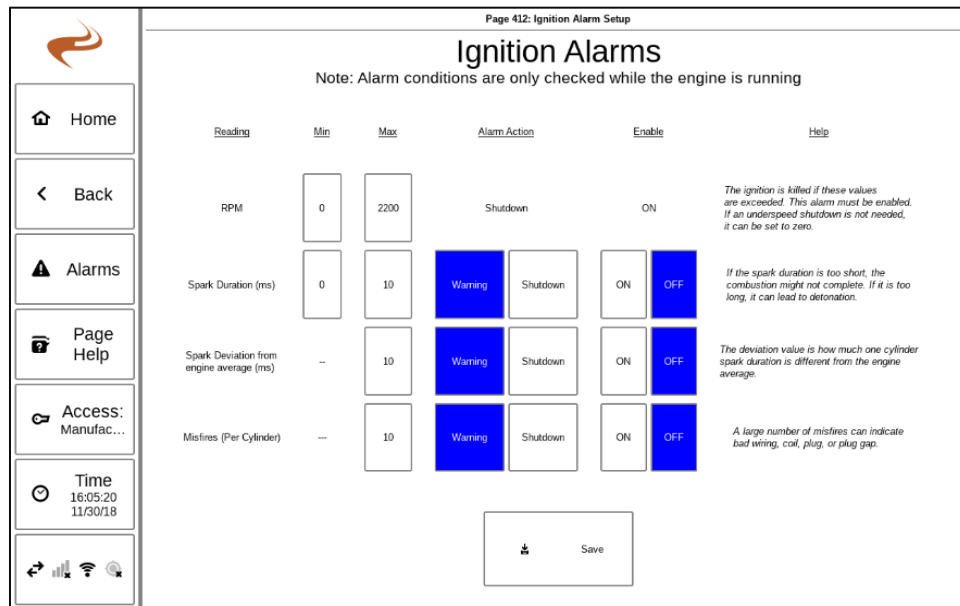 Page 412: Ignition Alarm Setup
Ignition Alarms
Note: Alarm conditions are only checked while the engine is running
Home
Back
Alarms
Page
Help
Access:
Manufac...
Time
16:05:20
11/30/18
Reading Min Max Alarm Action Enable Help
RPM 0 2200 Shutdown ON
The ignition is killed if these values
are exceeded. This alarm must be enabled.
If an underspeed shutdown is not needed,
it can be set to zero.
Spark Duration (ms) 0 10 Warning Shutdown ON OFF
If the spark duration is too short, the
combustion might not complete. If it is too
long, it can lead to detonation.
Spark Deviation from
engine average (ms) -- 10 Warning Shutdown ON OFF
The deviation value is how much one cylinder
spark duration is different from the engine
average.
Misfires (Per Cylinder) --- 10 Warning Shutdown ON OFF
A large number of misfires can indicate
bad wiring, coil, plug, or plug gap.
Save